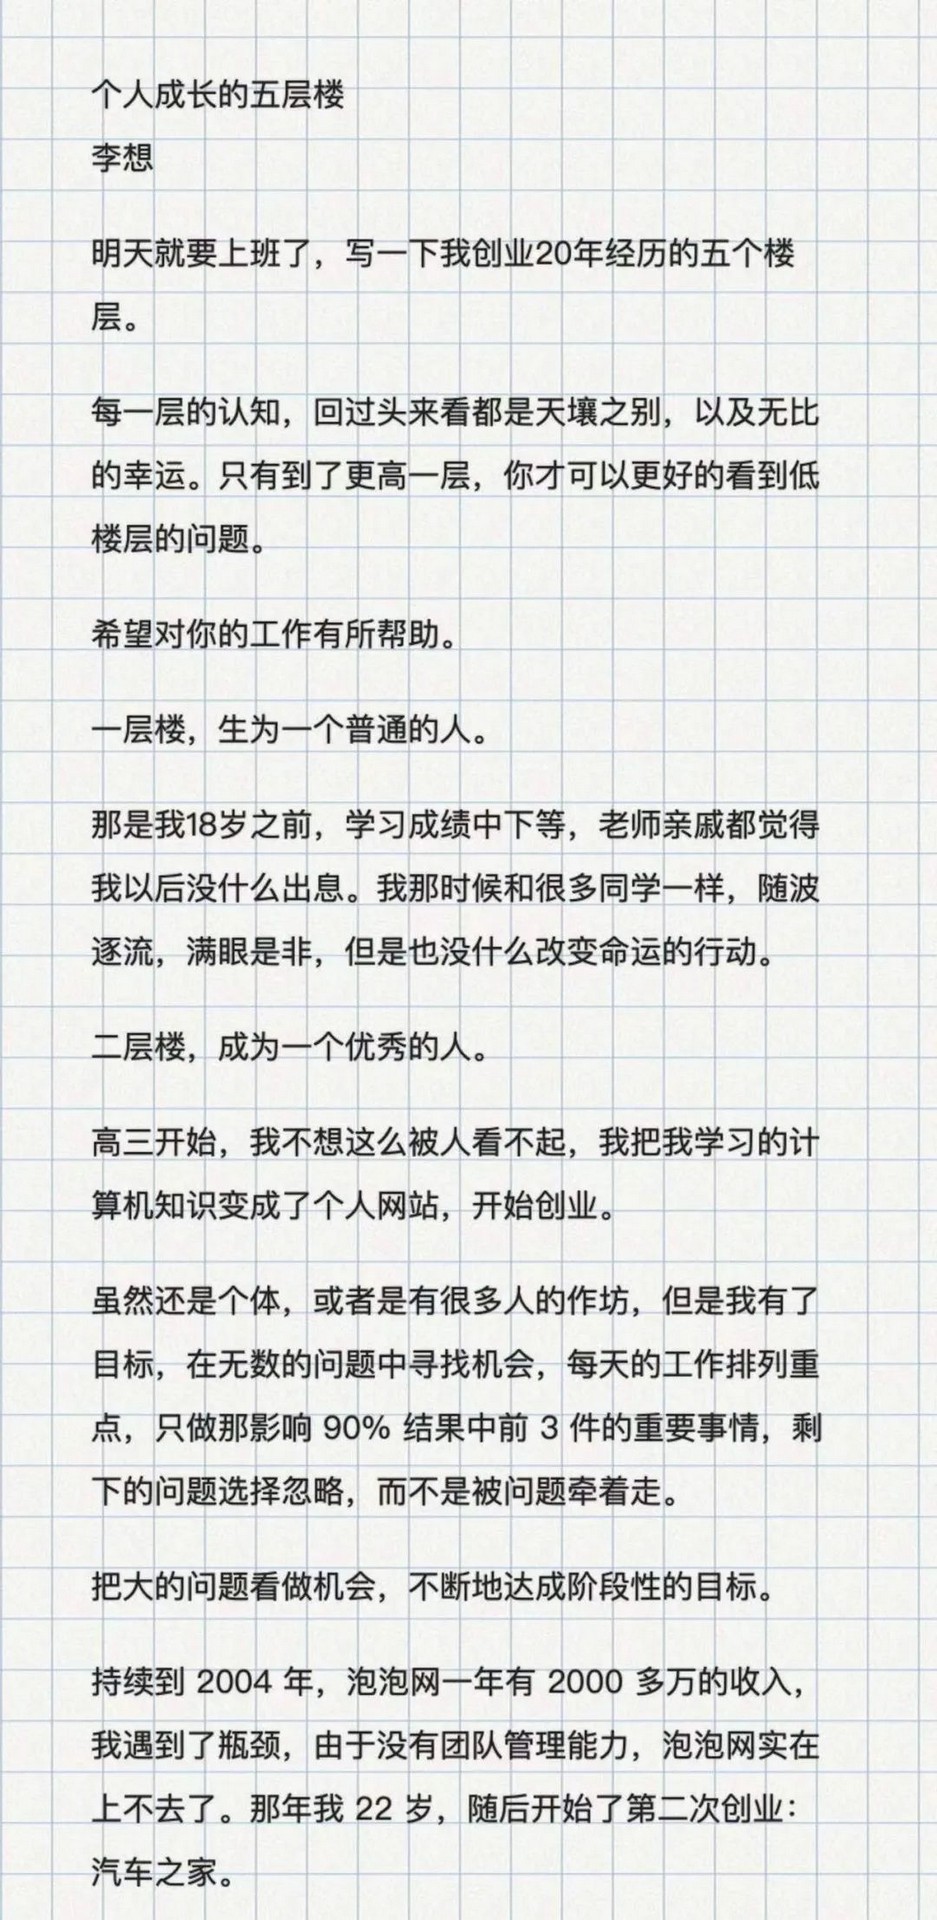 个人成长的五层楼
李想
明天就要上班了，写一下我创业20年经历的五个楼
层。
每一层的认知，回过头来看都是天壤之别，以及无比
的幸运。只有到了更高一层，你才可以更好的看到低
楼层的问题。
希望对你的工作有所帮助。
一层楼，生为一个普通的人。
那是我18岁之前，学习成绩中下等，老师亲戚都觉得
我以后没什么出息。我那时候和很多同学一样，随波
逐流，满眼是非，但是也没什么改变命运的行动。
二层楼，成为一个优秀的人。
高三开始，我不想这么被人看不起，我把我学习的计
算机知识变成了个人网站，开始创业。
虽然还是个体，或者是有很多人的作坊，但是我有了
目标，在无数的问题中寻找机会，每天的工作排列重
点，只做那影响 90% 结果中前 3 件的重要事情，剩
下的问题选择忽略，而不是被问题牵着走。
把大的问题看做机会，不断地达成阶段性的目标。
持续到 2004 年，泡泡网一年有 2000 多万的收入，
我遇到了瓶颈，由于没有团队管理能力，泡泡网实在
上不去了。那年我 22 岁，随后开始了第二次创业：
汽车之家。